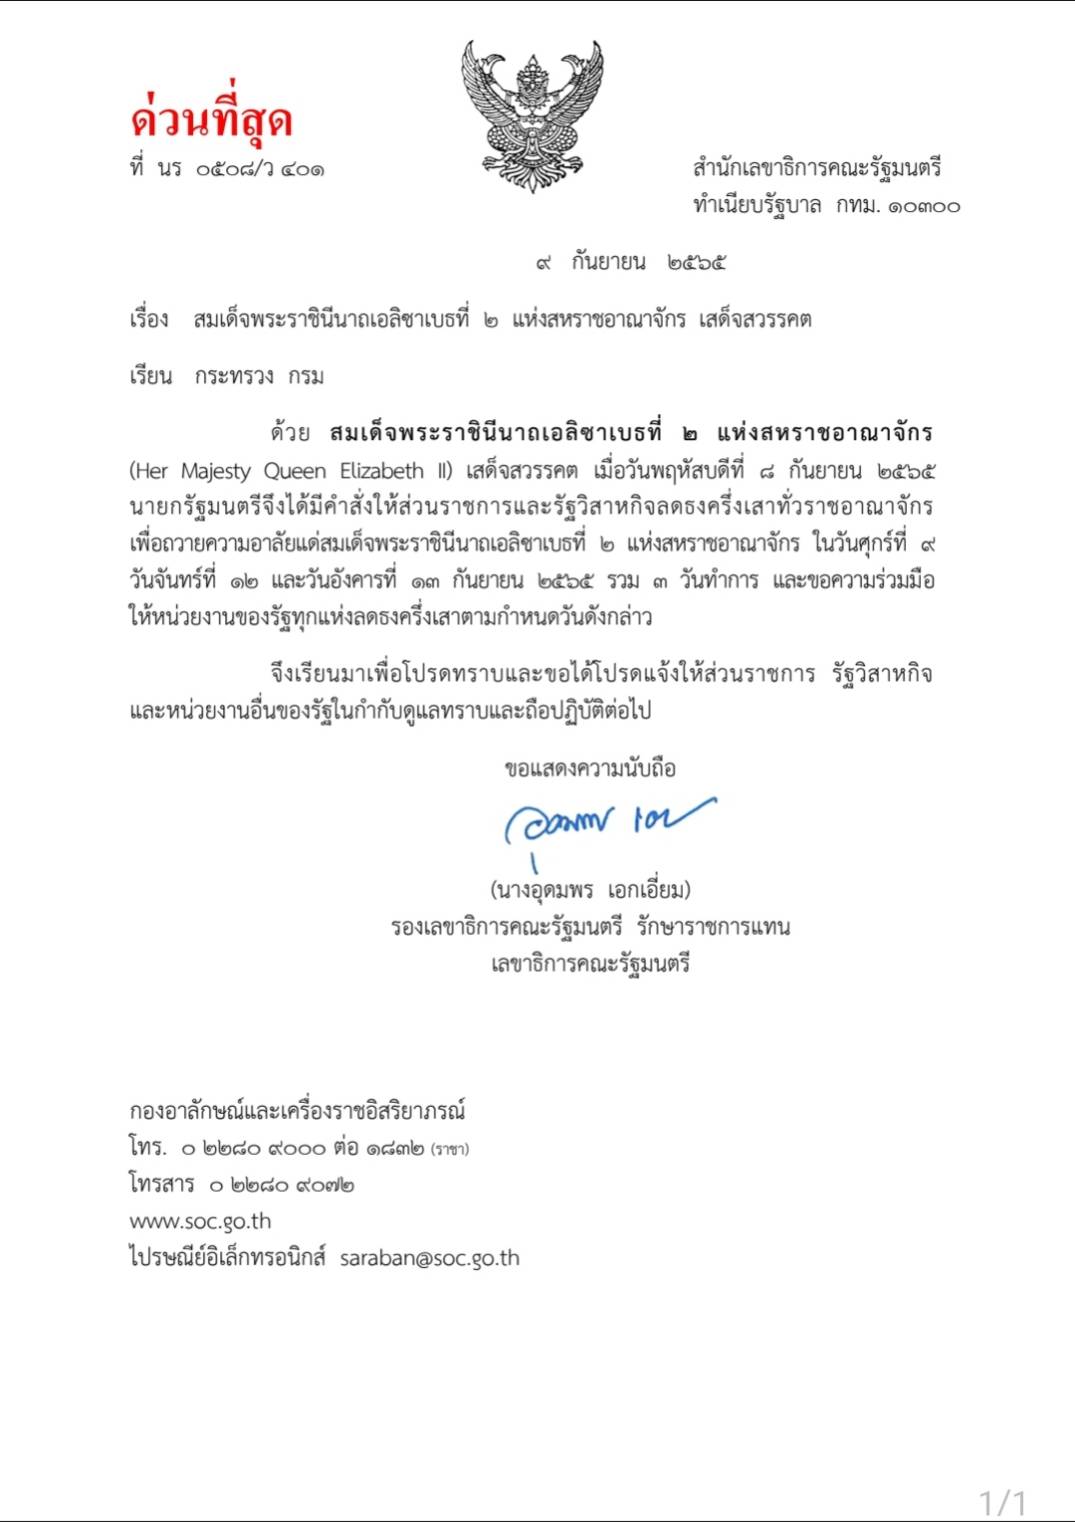 ด่วนที่สุด
ที่ นร ๐๕๐๘/ว ๔๐๑
สำนักเลขาธิการคณะรัฐมนตรี
ทำเนียบรัฐบาล กทม. ๑๐๓๐๐
๙ กันยายน ๒๕๖๕
เรื่อง สมเด็จพระราชินีนาถเอลิซาเบธที่ ๒ แห่งสหราชอาณาจักร เสด็จสวรรคต
เรียน กระทรวง กรม
ด้วย สมเด็จพระราชินีนาถเอลิซาเบธที่ ๒ แห่งสหราชอาณาจักร
(Her Majesty Queen Elizabeth II) เสด็จสวรรคต เมื่อวันพฤหัสบดีที่ ๘ กันยายน ๒๕๖๕
นายกรัฐมนตรีจึงได้มีคำสั่งให้ส่วนราชการและรัฐวิสาหกิจลดธงครึ่งเสาทั่วราชอาณาจักร
เพื่อถวายความอาลัยแด่สมเด็จพระราชินีนาถเอลิซาเบธที่ ๒ แห่งสหราชอาณาจักร ในวันศุกร์ที่ ๙
วันจันทร์ที่ ๑๒ และวันอังคารที่ ๑๓ กันยายน ๒๕๖๕ รวม ๓ วันทำการ และขอความร่วมมือ
ให้หน่วยงานของรัฐทุกแห่งลดธงครึ่งเสาตามกำหนดวันดังกล่าว
จึงเรียนมาเพื่อโปรดทราบและขอได้โปรดแจ้งให้ส่วนราชการ รัฐวิสาหกิจ
และหน่วยงานอื่นของรัฐในกำกับดูแลทราบและถือปฏิบัติต่อไป
ขอแสดงความนับถือ
(นางอุดมพร เอกเอี่ยม)
รองเลขาธิการคณะรัฐมนตรี รักษาราชการแทน
เลขาธิการคณะรัฐมนตรี
กองอาลักษณ์และเครื่องราชอิสริยาภรณ์
โทร. ๐ ๒๒๘๐ ๙๐๐๐ ต่อ ๑๘๓๒ (ราชา)
โทรสาร ๐ ๒๒๘๐ ๙๐๗๒
www.soc.go.th
ไปรษณีย์อิเล็กทรอนิกส์ saraban@soc.go.th
1/1